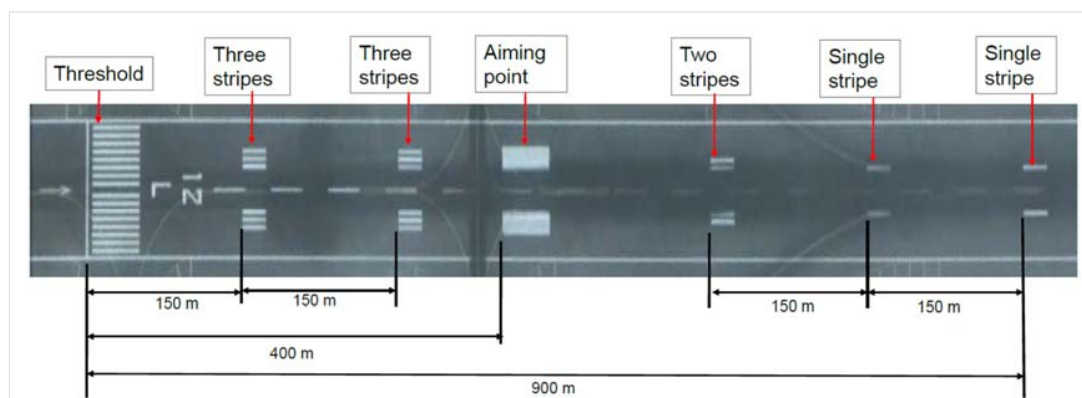 Threshold
Three
stripes
Three
stripes
Aiming
point
Two
stripes
Single
stripe
Single
stripe
L
12
150 m
150 m
150 m
150 m
400 m
900 m